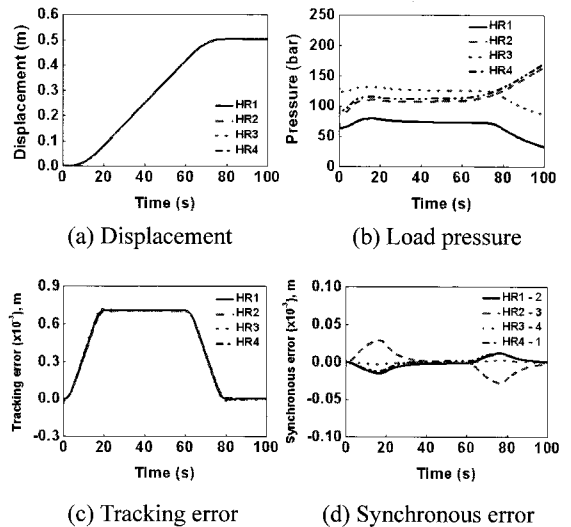 Displacement (m)
0.6
0.5
0.4
0.3
0.2
0.1
0.0
HR1
HR2
HR3
HR4
0 20 40 60 80 100
Time (s)
(a) Displacement
Pressure (bar)
250
200
150
100
50
0
HR1
HR2
HR3
HR4
0 20 40 60 80 100
Time (s)
(b) Load pressure
Tracking error (x10⁻³), m
0.9
0.6
0.3
0.0
-0.3
HR1
HR2
HR3
HR4
0 20 40 60 80 100
Time (s)
(c) Tracking error
Synchronous error (x10⁻³), m
0.10
0.05
0.00
-0.05
-0.10
HR1 - 2
HR2 - 3
HR3 - 4
HR4 - 1
0 20 40 60 80 100
Time (s)
(d) Synchronous error